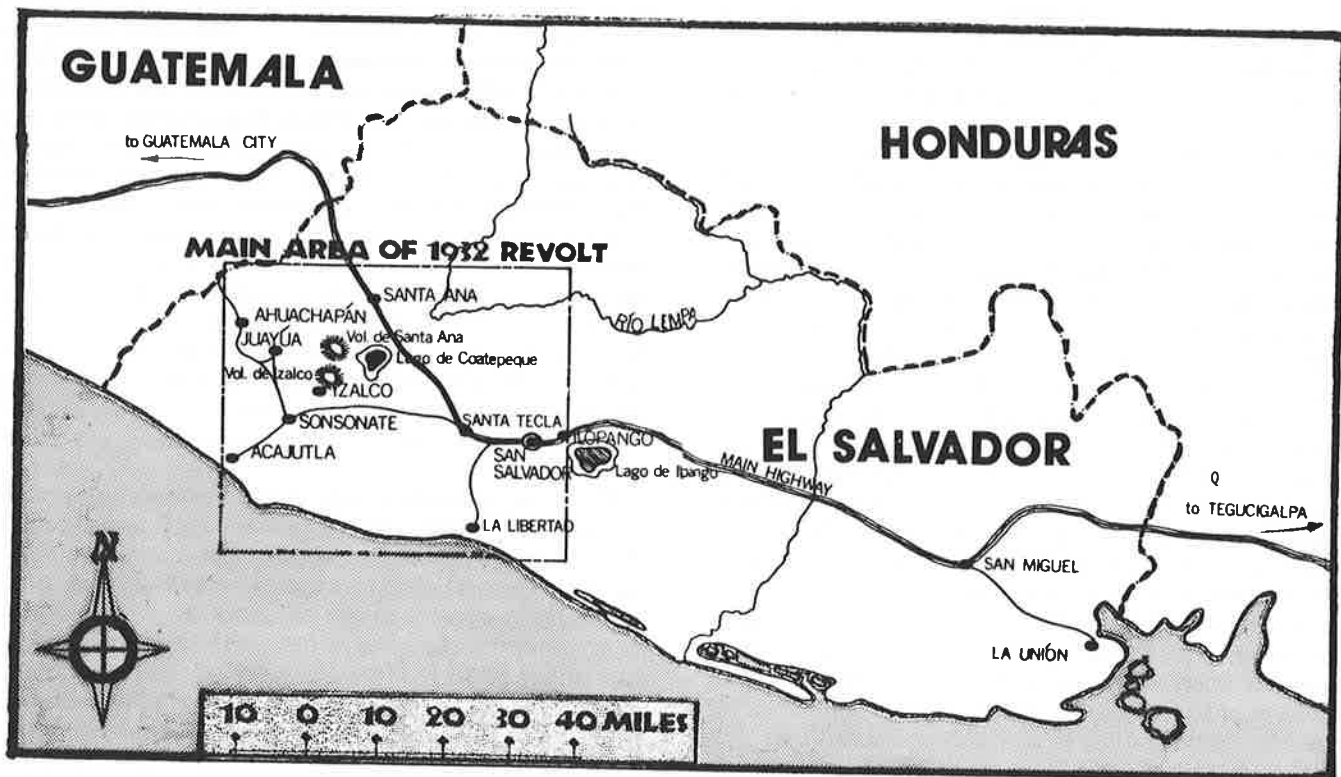 GUATEMALA
HONDURAS
to GUATEMALA CITY
MAIN AREA OF 1932 REVOLT
SANTA ANA
RÍO LEMPA
AHUACHAPÁN
JUAYÚA
Vol. de Santa Ana
Lago de Coatepeque
Vol. de Izalco
IZALCO
SONSONATE
SANTA TECLA
ILOPANGO
EL SALVADOR
ACAJUTLA
SAN
SALVADOR
Lago de Ilpango
MAIN HIGHWAY
Q
to TEGUCIGALPA
LA LIBERTAD
SAN MIGUEL
N
LA UNIÓN
10 0 10 20 30 40 MILES